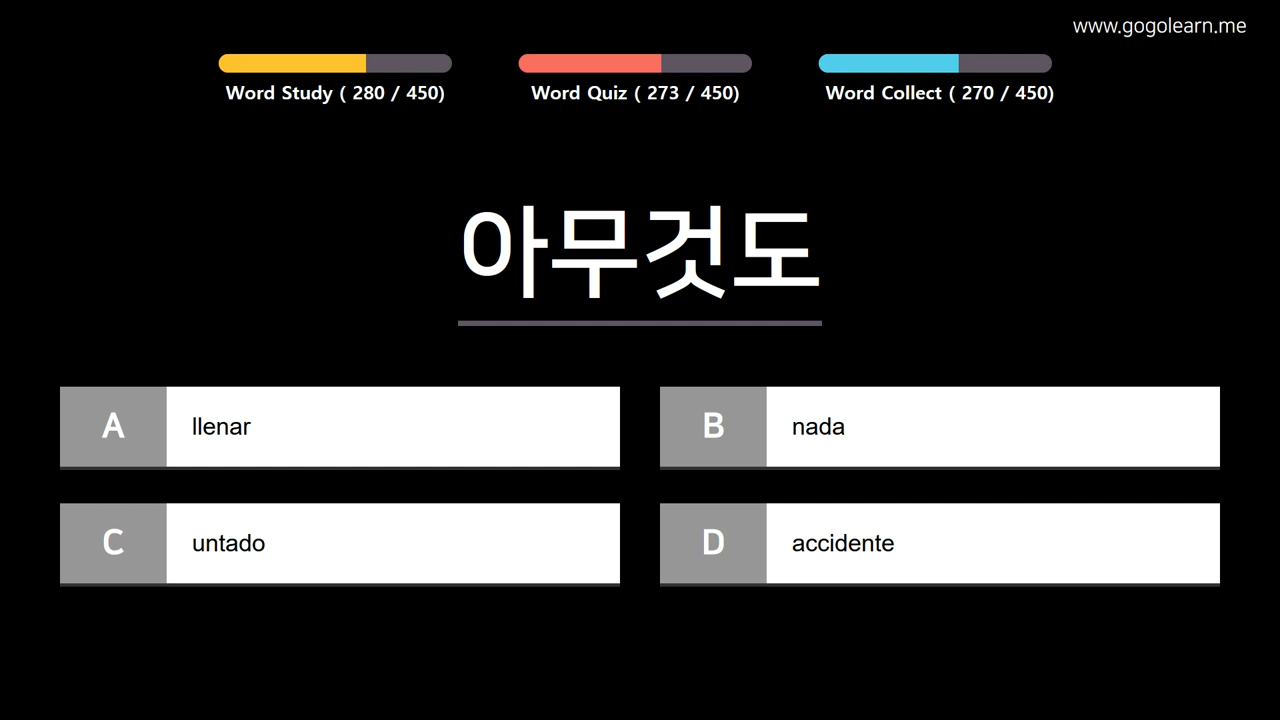 www.gogolearn.me
Word Study ( 280 / 450)
Word Quiz ( 273 / 450)
Word Collect ( 270 / 450)
아무것도
A llenar
B nada
C untado
D accidente